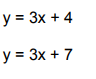 y = 3x + 4
y = 3x + 7